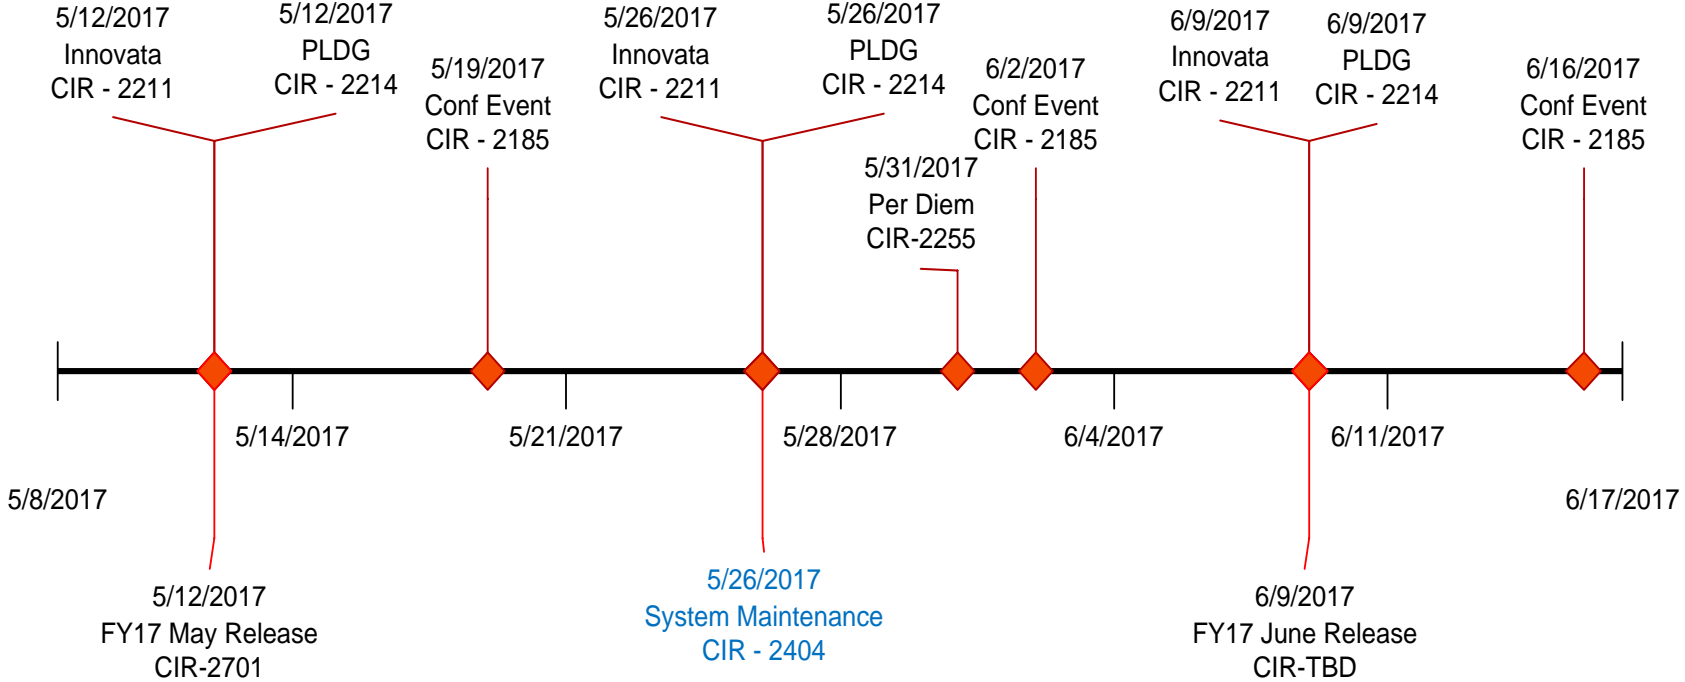 5/12/2017
Innovata
CIR - 2211
5/12/2017
PLDG
CIR - 2214
5/19/2017
Conf Event
CIR - 2185
5/26/2017
Innovata
CIR - 2211
5/26/2017
PLDG
CIR - 2214
5/31/2017
Per Diem
CIR-2255
6/2/2017
Conf Event
CIR - 2185
6/9/2017
Innovata
CIR - 2211
6/9/2017
PLDG
CIR - 2214
6/16/2017
Conf Event
CIR - 2185
5/14/2017
5/21/2017
5/28/2017
6/4/2017
6/11/2017
5/8/2017
6/17/2017
5/12/2017
FY17 May Release
CIR-2701
5/26/2017
System Maintenance
CIR - 2404
6/9/2017
FY17 June Release
CIR-TBD